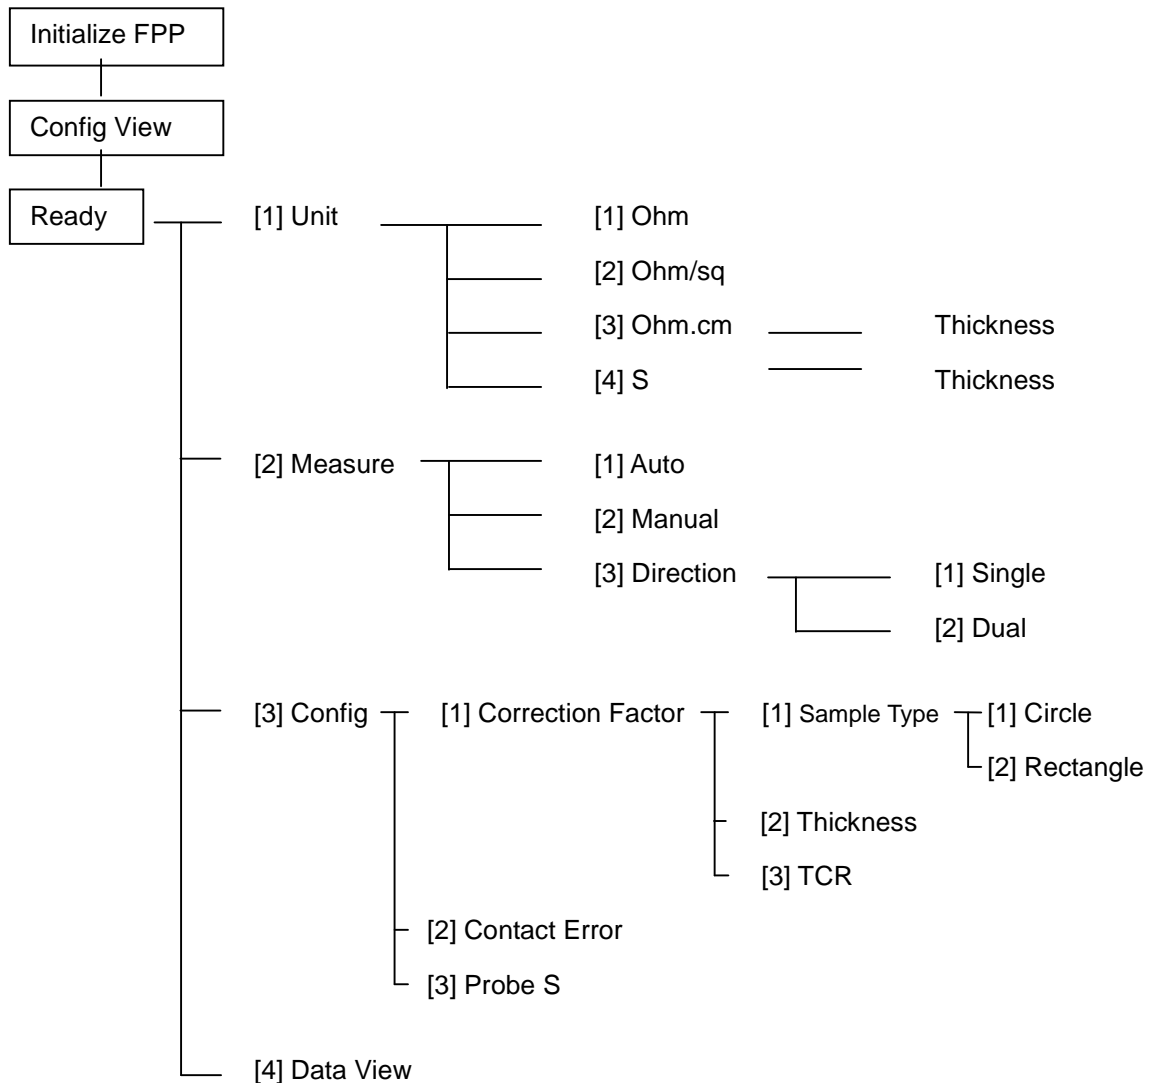 Initialize FPP
Config View
Ready
[1] Unit
[1] Ohm
[2] Ohm/sq
[3] Ohm.cm
Thickness
[4] S
Thickness
[2] Measure
[1] Auto
[2] Manual
[3] Direction
[1] Single
[2] Dual
[3] Config
[1] Correction Factor
[1] Sample Type
[1] Circle
[2] Rectangle
[2] Thickness
[3] TCR
[2] Contact Error
[3] Probe S
[4] Data View